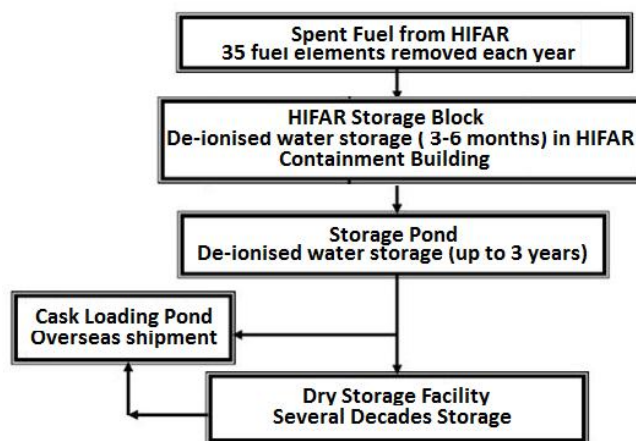 Spent Fuel from HIFAR
35 fuel elements removed each year
HIFAR Storage Block
De-ionised water storage ( 3-6 months) in HIFAR
Containment Building
Storage Pond
De-ionised water storage (up to 3 years)
Cask Loading Pond
Overseas shipment
Dry Storage Facility
Several Decades Storage